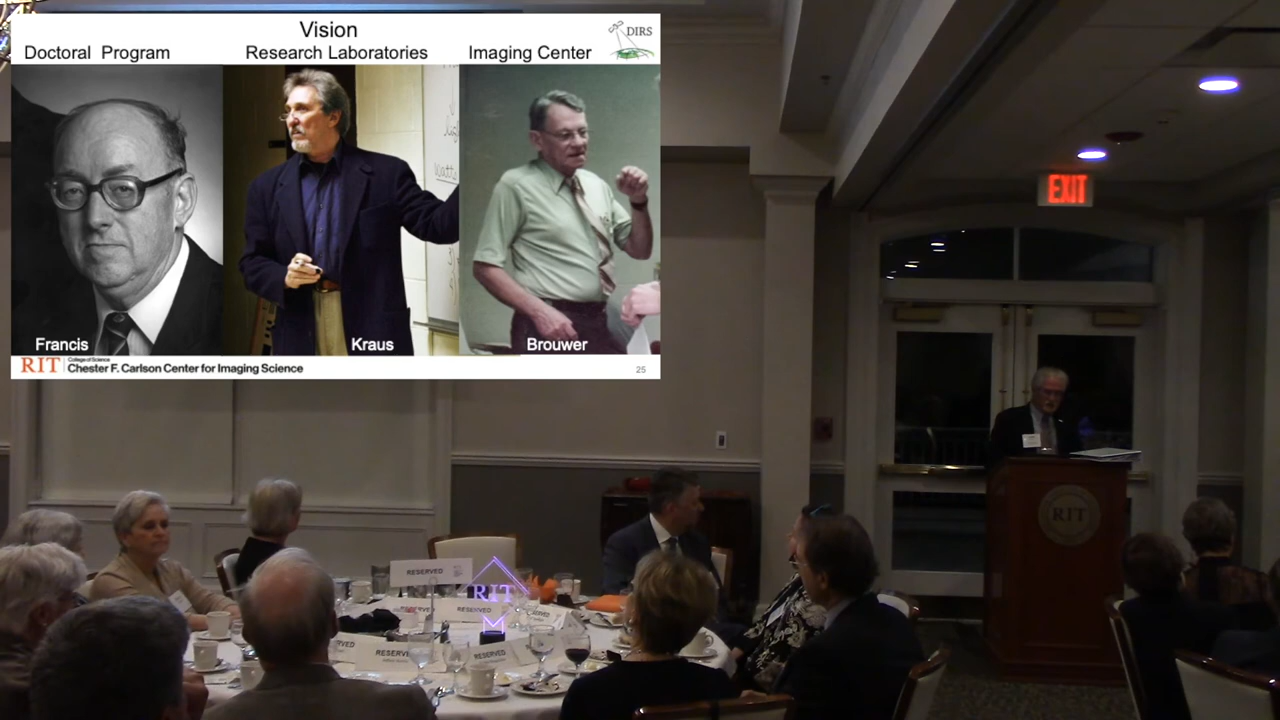 Vision
Doctoral Program
Research Laboratories
Imaging Center
DIRS
Francis
Kraus
Brouwer
RIT
College of Science
Chester F. Carlson Center for Imaging Science
25
EXIT
RIT
RESERVED
RIT
RESERVED
RESERVED
RESERVED